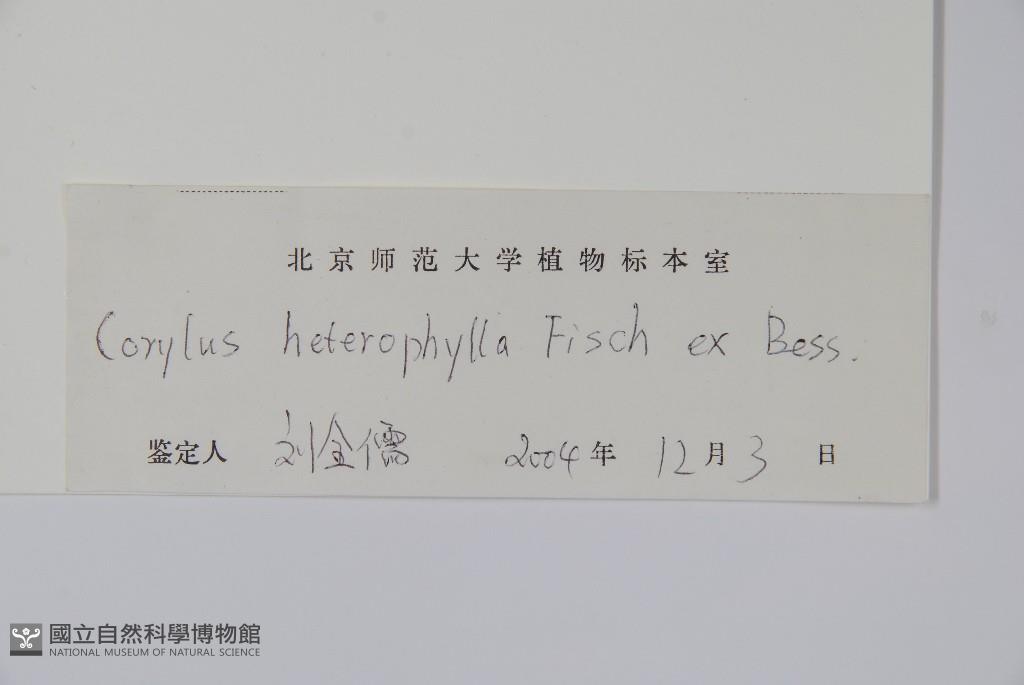 北京师范大学植物标本室
Corylus heterophylla Fisch ex Bess.
鉴定人 刘全儒 2004年 12月3日
國立自然科學博物館
NATIONAL MUSEUM OF NATURAL SCIENCE